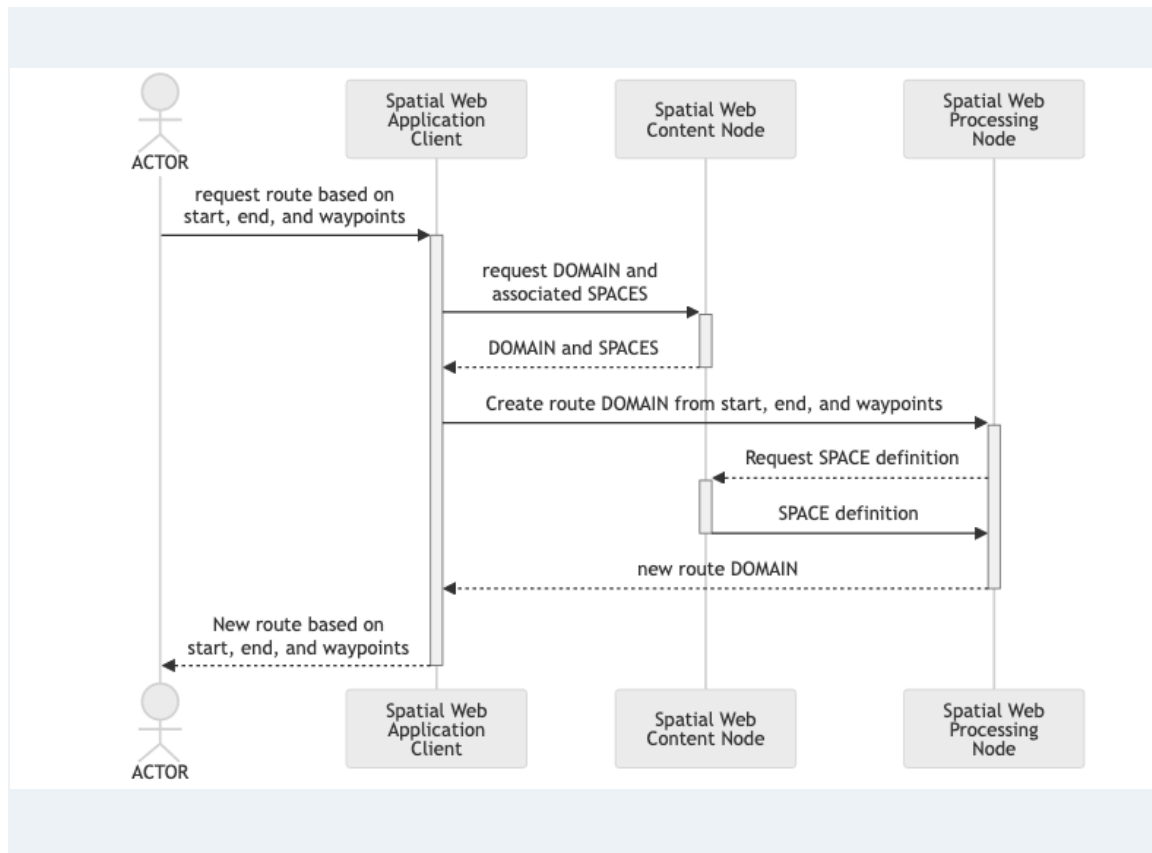 ACTOR
Spatial Web
Application
Client
Spatial Web
Content Node
Spatial Web
Processing
Node
request route based on
start, end, and waypoints
request DOMAIN and
associated SPACES
DOMAIN and SPACES
Create route DOMAIN from start, end, and waypoints
Request SPACE definition
SPACE definition
new route DOMAIN
New route based on
start, end, and waypoints
ACTOR
Spatial Web
Application
Client
Spatial Web
Content Node
Spatial Web
Processing
Node